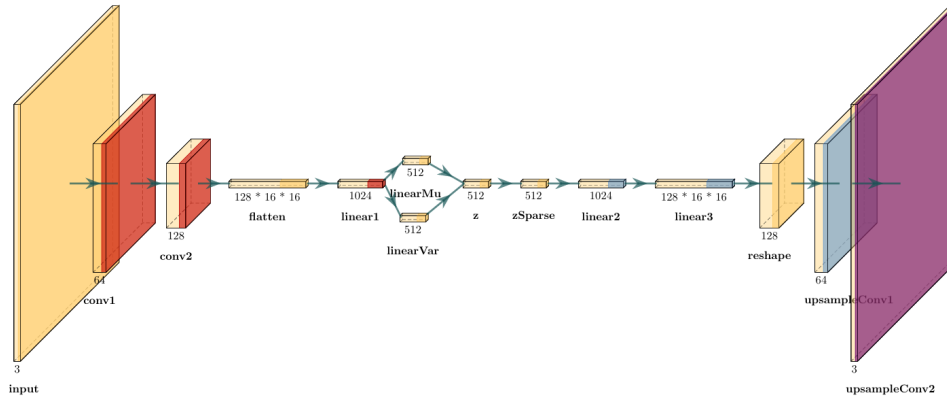 3
input
64
conv1
128
conv2
128 * 16 * 16
flatten
1024
linear1
512
linearMu
512
linearVar
512
z
512
zSparse
1024
linear2
128 * 16 * 16
linear3
128
reshape
64
upsampleConv1
3
upsampleConv2